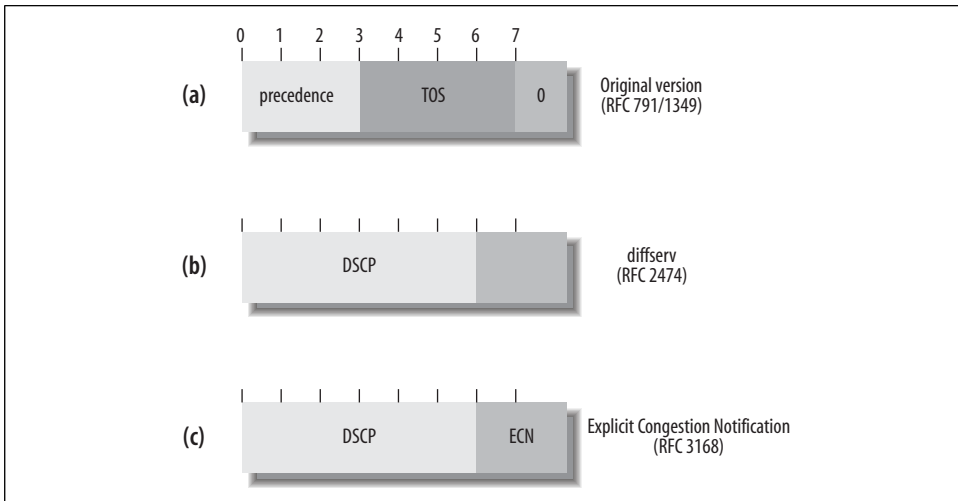 0 1 2 3 4 5 6 7
(a) precedence TOS 0 Original version
(RFC 791/1349)
(b) DSCP diffserv
(RFC 2474)
(c) DSCP ECN Explicit Congestion Notification
(RFC 3168)